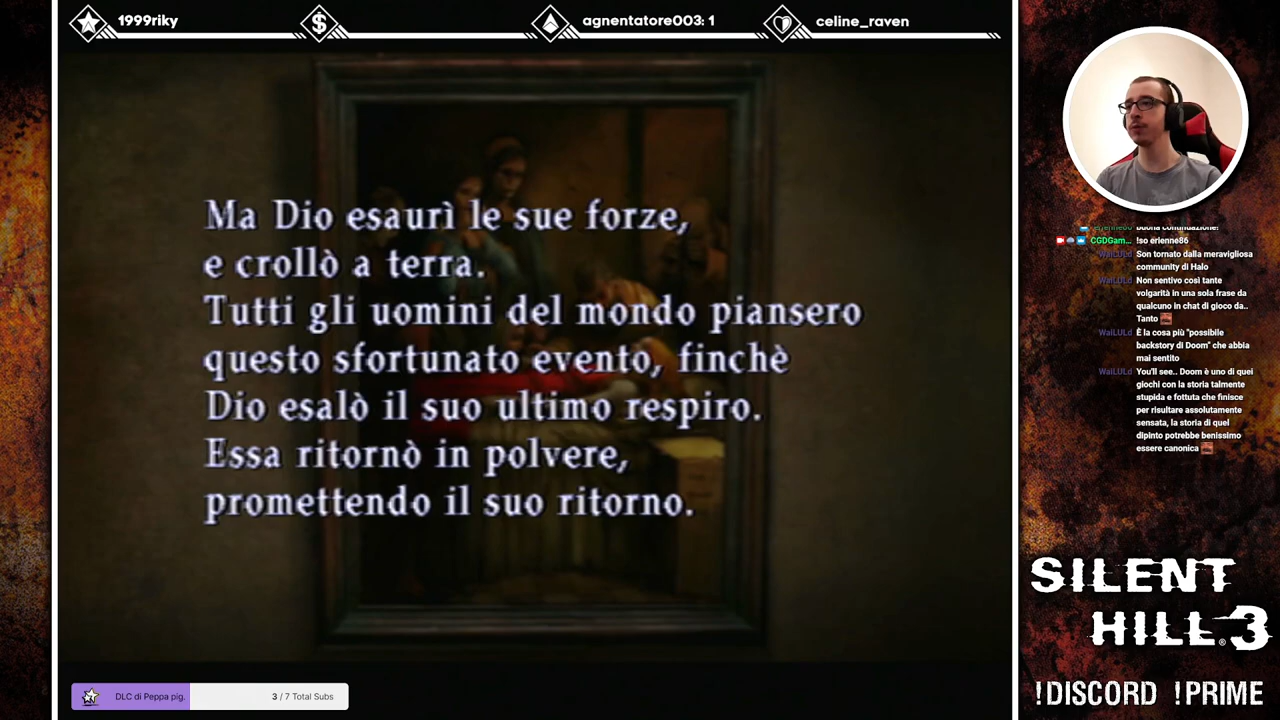 1999riky
agnentatore003: 1
celine_raven
Ma Dio esaurì le sue forze,
e crollò a terra.
Tutti gli uomini del mondo piansero
questo sfortunato evento, finchè
Dio esalò il suo ultimo respiro.
Essa ritornò in polvere,
promettendo il suo ritorno.
buona continuazione!
CGDGam... !so erienne86
WaiLULd Son tornato dalla meravigliosa
community di Halo
WaiLULd Non sentivo così tante
volgarità in una sola frase da
qualcuno in chat di gioco da..
Tanto
WaiLULd È la cosa più "possibile
backstory di Doom" che abbia
mai sentito
WaiLULd You'll see.. Doom è uno di quei
giochi con la storia talmente
stupida e fottuta che finisce
per risultare assolutamente
sensata, la storia di quel
dipinto potrebbe benissimo
essere canonica
SILENT
HILL 3
!DISCORD !PRIME
DLC di Peppa pig. 3 / 7 Total Subs